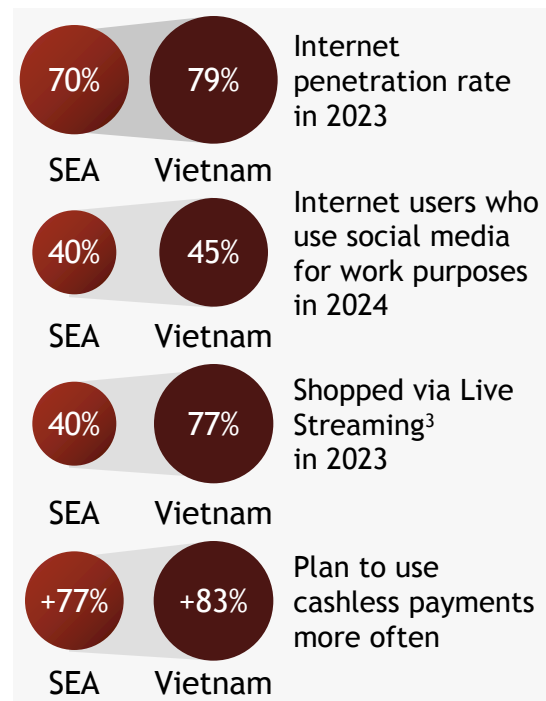 70%
79%
Internet
penetration rate
in 2023
SEA
Vietnam
40%
45%
Internet users who
use social media
for work purposes
in 2024
SEA
Vietnam
40%
77%
Shopped via Live
Streaming³
in 2023
SEA
Vietnam
+77%
+83%
Plan to use
cashless payments
more often
SEA
Vietnam